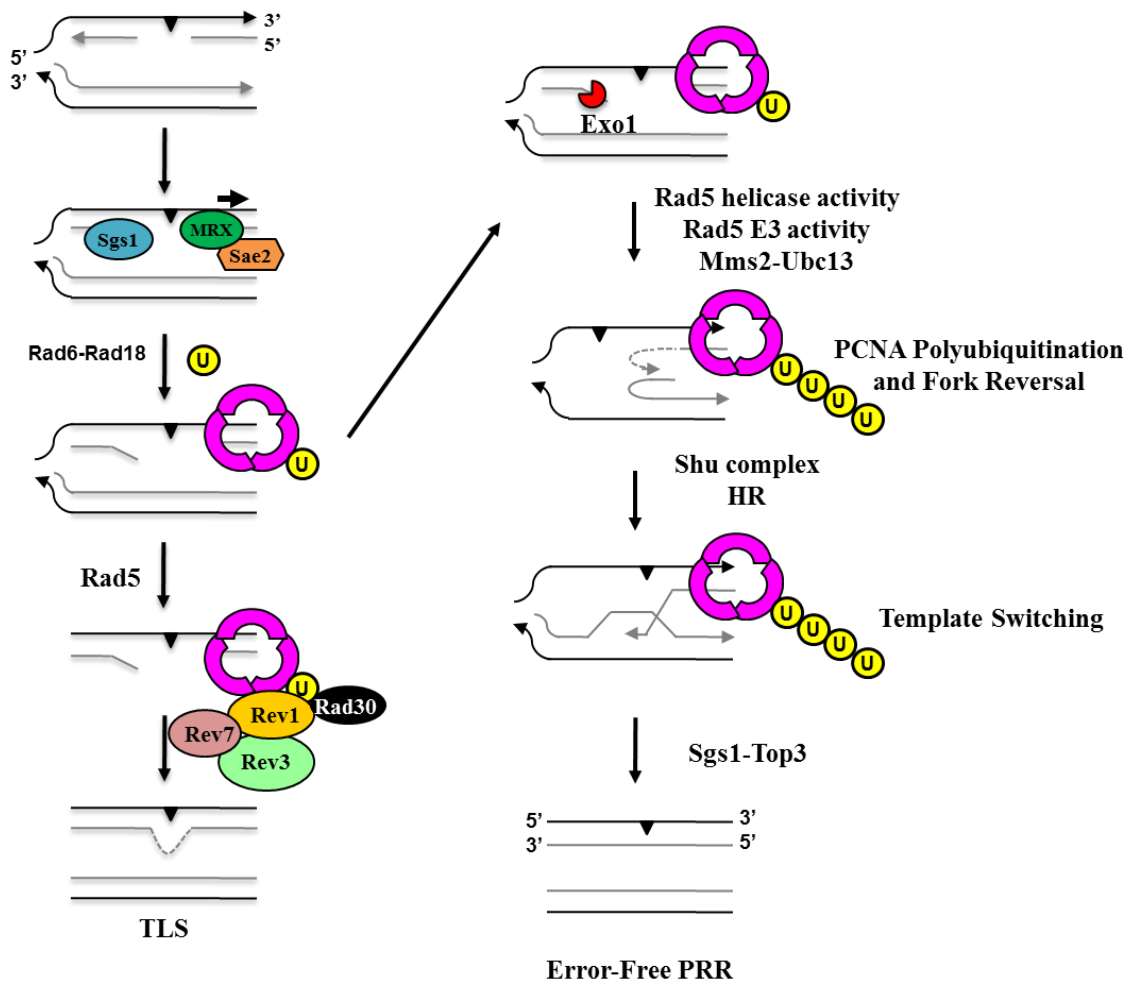 3’
5’
5’
3’
Sgs1
MRX
Sae2
Rad6-Rad18
U
U
Rad5
U
Rev1
Rad30
Rev7
Rev3
TLS
U
Exo1
Rad5 helicase activity
Rad5 E3 activity
Mms2-Ubc13
U
U
U
U
PCNA Polyubiquitination
and Fork Reversal
Shu complex
HR
U
U
U
U
Template Switching
Sgs1-Top3
5’
3’
3’
5’
Error-Free PRR